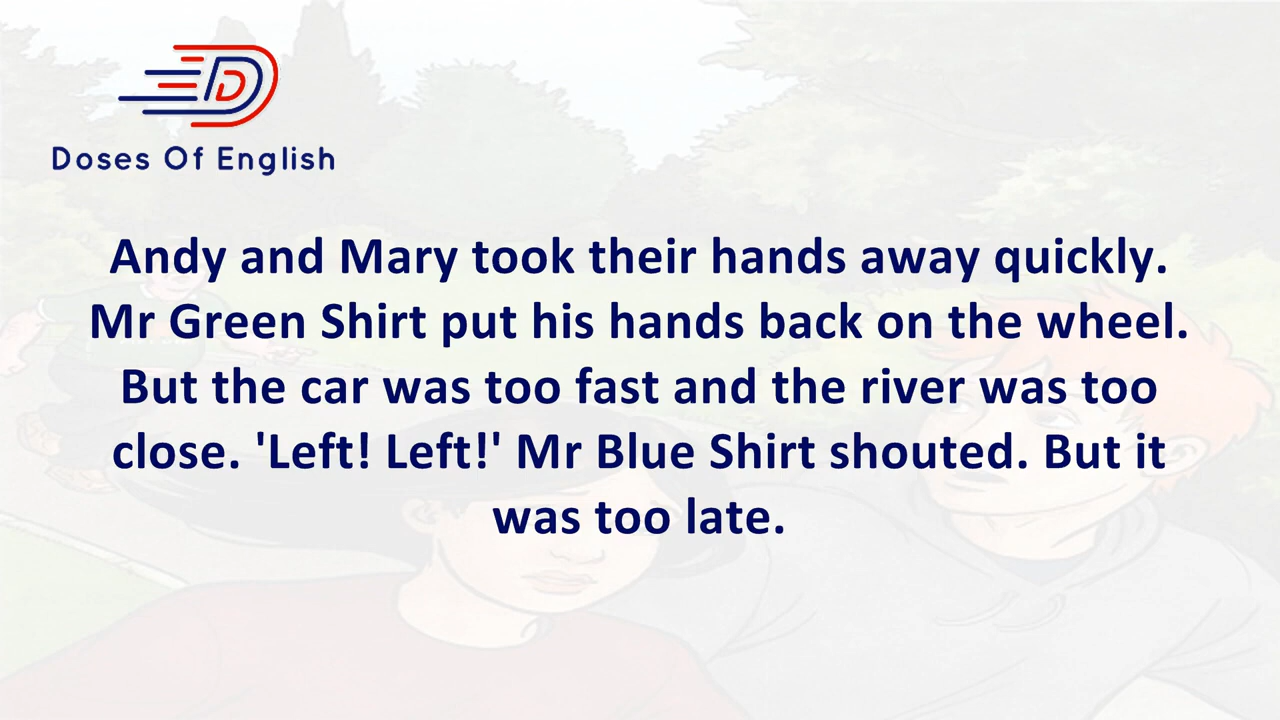 Doses Of English
Andy and Mary took their hands away quickly.
Mr Green Shirt put his hands back on the wheel.
But the car was too fast and the river was too
close. 'Left! Left!' Mr Blue Shirt shouted. But it
was too late.